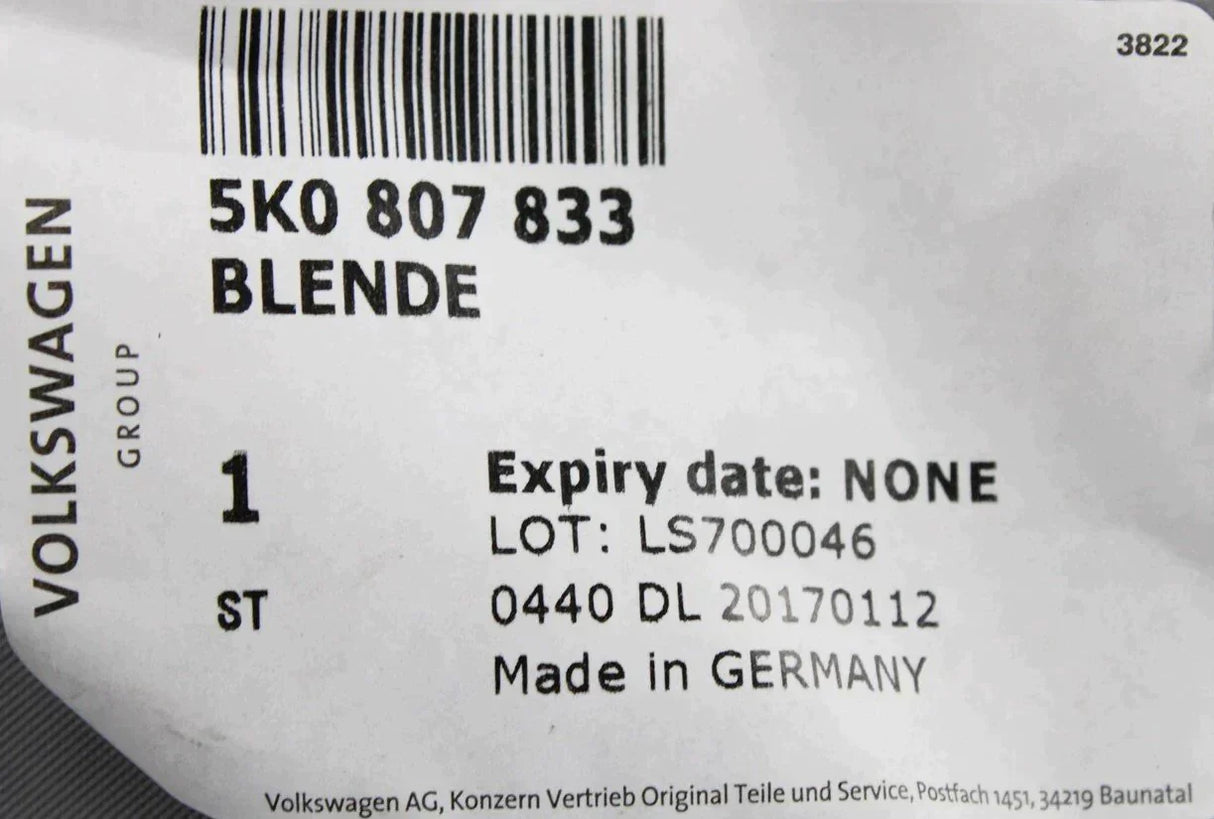 3822
5K0 807 833
BLENDE
VOLKSWAGEN
GROUP
1
Expiry date: NONE
LOT: LS700046
ST
0440 DL 20170112
Made in GERMANY
Volkswagen AG, Konzern Vertrieb Original Teile und Service, Postfach 1451, 34219 Baunatal